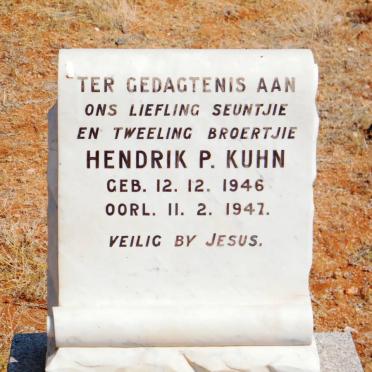 TER GEDAGTENIS AAN
ONS LIEFLING SEUNTJIE
EN TWEELING BROERTJIE
HENDRIK P. KUHN
GEB. 12. 12. 1946
OORL. 11. 2. 1947.
VEILIG BY JESUS.